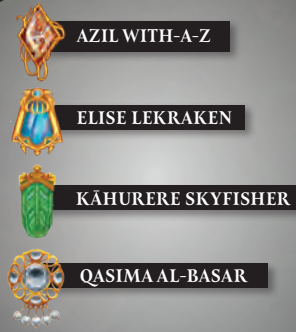 AZIL WITH-A-Z
ELISE LEKRAKEN
KĀHURERE SKYFISHER
QASIMA AL-BASAR